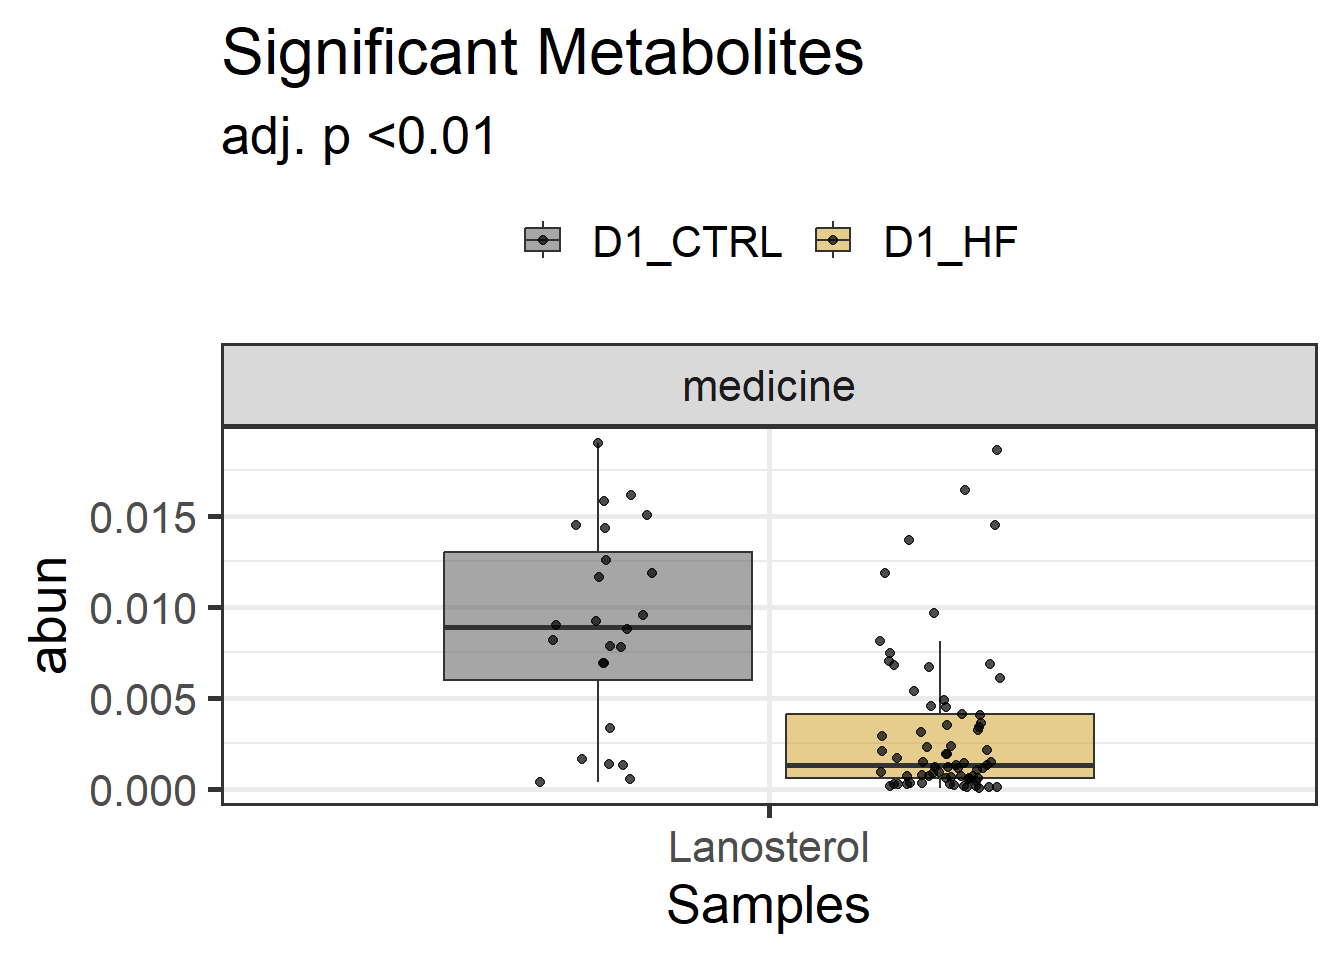 Significant Metabolites
adj. p <0.01
D1_CTRL D1_HF
medicine
0.015
0.010
0.005
0.000
abun
Lanosterol
Samples